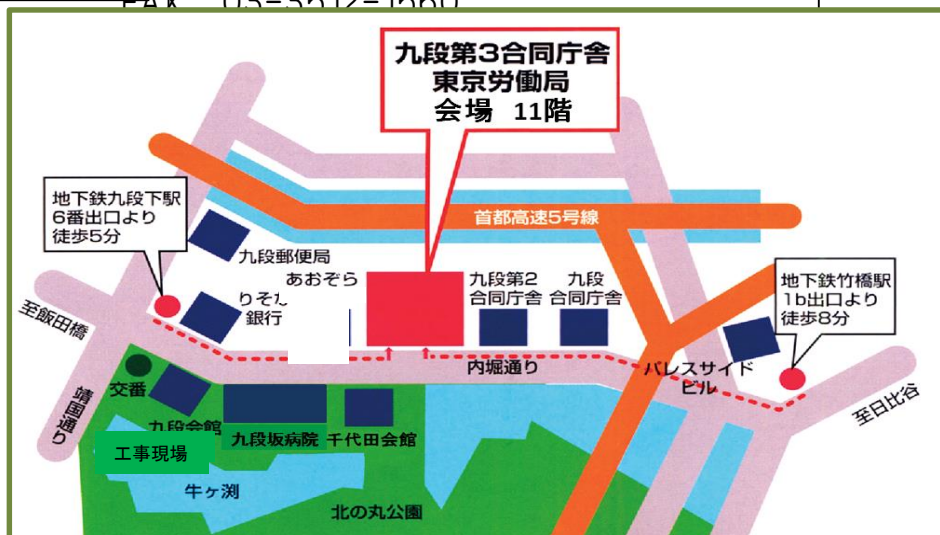 FAX 03-3512-1560
九段第3合同庁舎
東京労働局
会場 11階
地下鉄九段下駅
6番出口より
徒歩5分
首都高速5号線
九段郵便局
あおぞら
九段第2
合同庁舎
九段
合同庁舎
地下鉄竹橋駅
1b出口より
徒歩8分
りそな
銀行
至飯田橋
内堀通り
パレスサイド
ビル
至日比谷
交番
靖国通り
九段会館
九段坂病院
千代田会館
工事現場
牛ヶ渕
北の丸公園